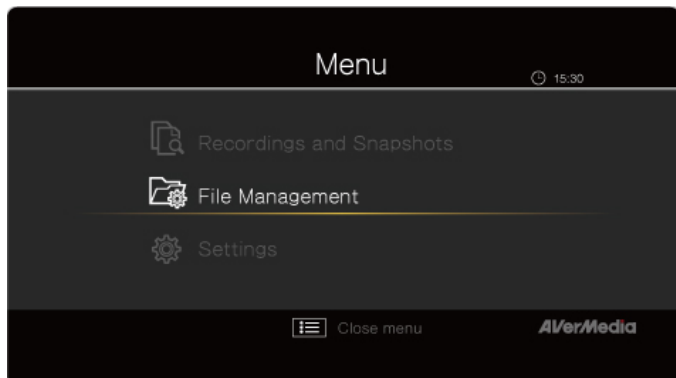 Menu
15:30
Recordings and Snapshots
File Management
Settings
Close menu
AVerMedia